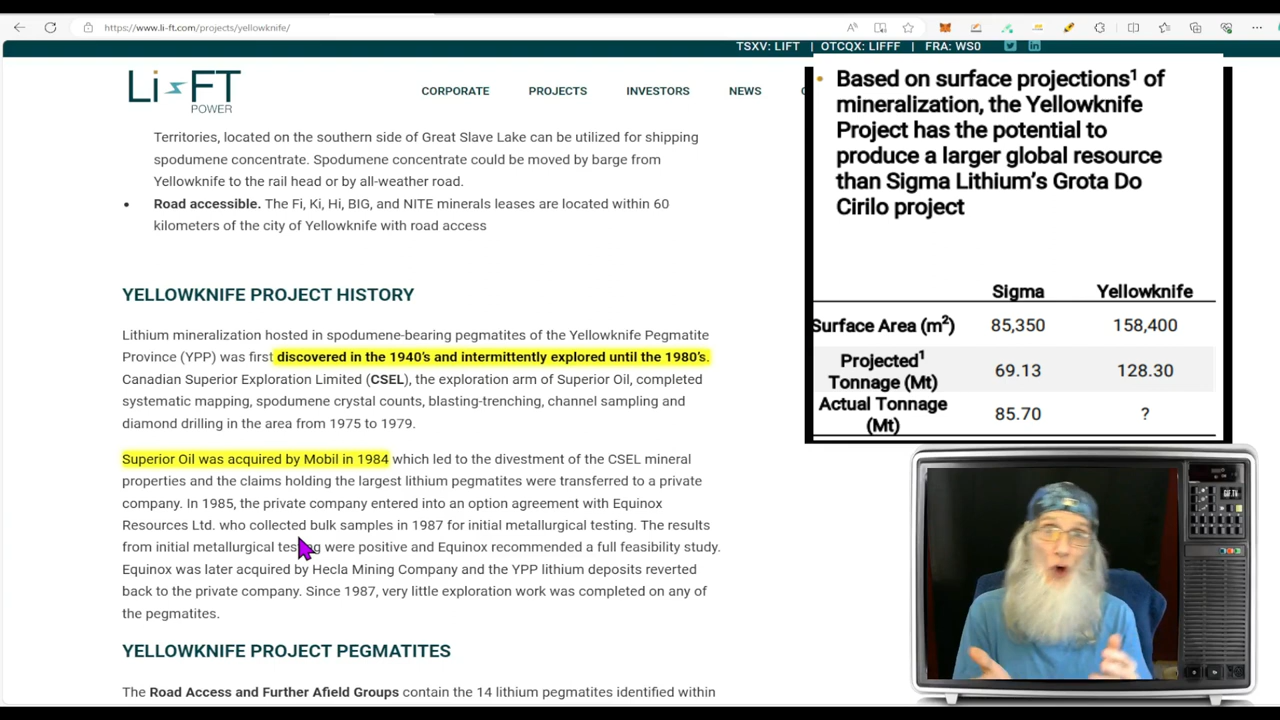 https://www.li-ft.com/projects/yellowknife/
TSXV: LIFT | OTCQX: LIFFF | FRA: WS0
Li-FT
POWER
CORPORATE PROJECTS INVESTORS NEWS
Territories, located on the southern side of Great Slave Lake can be utilized for shipping
spodumene concentrate. Spodumene concentrate could be moved by barge from
Yellowknife to the rail head or by all-weather road.
• Road accessible. The Fi, Ki, Hi, BIG, and NITE minerals leases are located within 60
kilometers of the city of Yellowknife with road access
YELLOWKNIFE PROJECT HISTORY
Lithium mineralization hosted in spodumene-bearing pegmatites of the Yellowknife Pegmatite
Province (YPP) was first discovered in the 1940's and intermittently explored until the 1980's.
Canadian Superior Exploration Limited (CSEL), the exploration arm of Superior Oil, completed
systematic mapping, spodumene crystal counts, blasting-trenching, channel sampling and
diamond drilling in the area from 1975 to 1979.
Superior Oil was acquired by Mobil in 1984 which led to the divestment of the CSEL mineral
properties and the claims holding the largest lithium pegmatites were transferred to a private
company. In 1985, the private company entered into an option agreement with Equinox
Resources Ltd. who collected bulk samples in 1987 for initial metallurgical testing. The results
from initial metallurgical testing were positive and Equinox recommended a full feasibility study.
Equinox was later acquired by Hecla Mining Company and the YPP lithium deposits reverted
back to the private company. Since 1987, very little exploration work was completed on any of
the pegmatites.
YELLOWKNIFE PROJECT PEGMATITES
The Road Access and Further Afield Groups contain the 14 lithium pegmatites identified within
• Based on surface projections¹ of
mineralization, the Yellowknife
Project has the potential to
produce a larger global resource
than Sigma Lithium's Grota Do
Cirilo project
Sigma Yellowknife
Surface Area (m²) 85,350 158,400
Projected¹
Tonnage (Mt) 69.13 128.30
Actual Tonnage
(Mt) 85.70 ?
GIF.TV